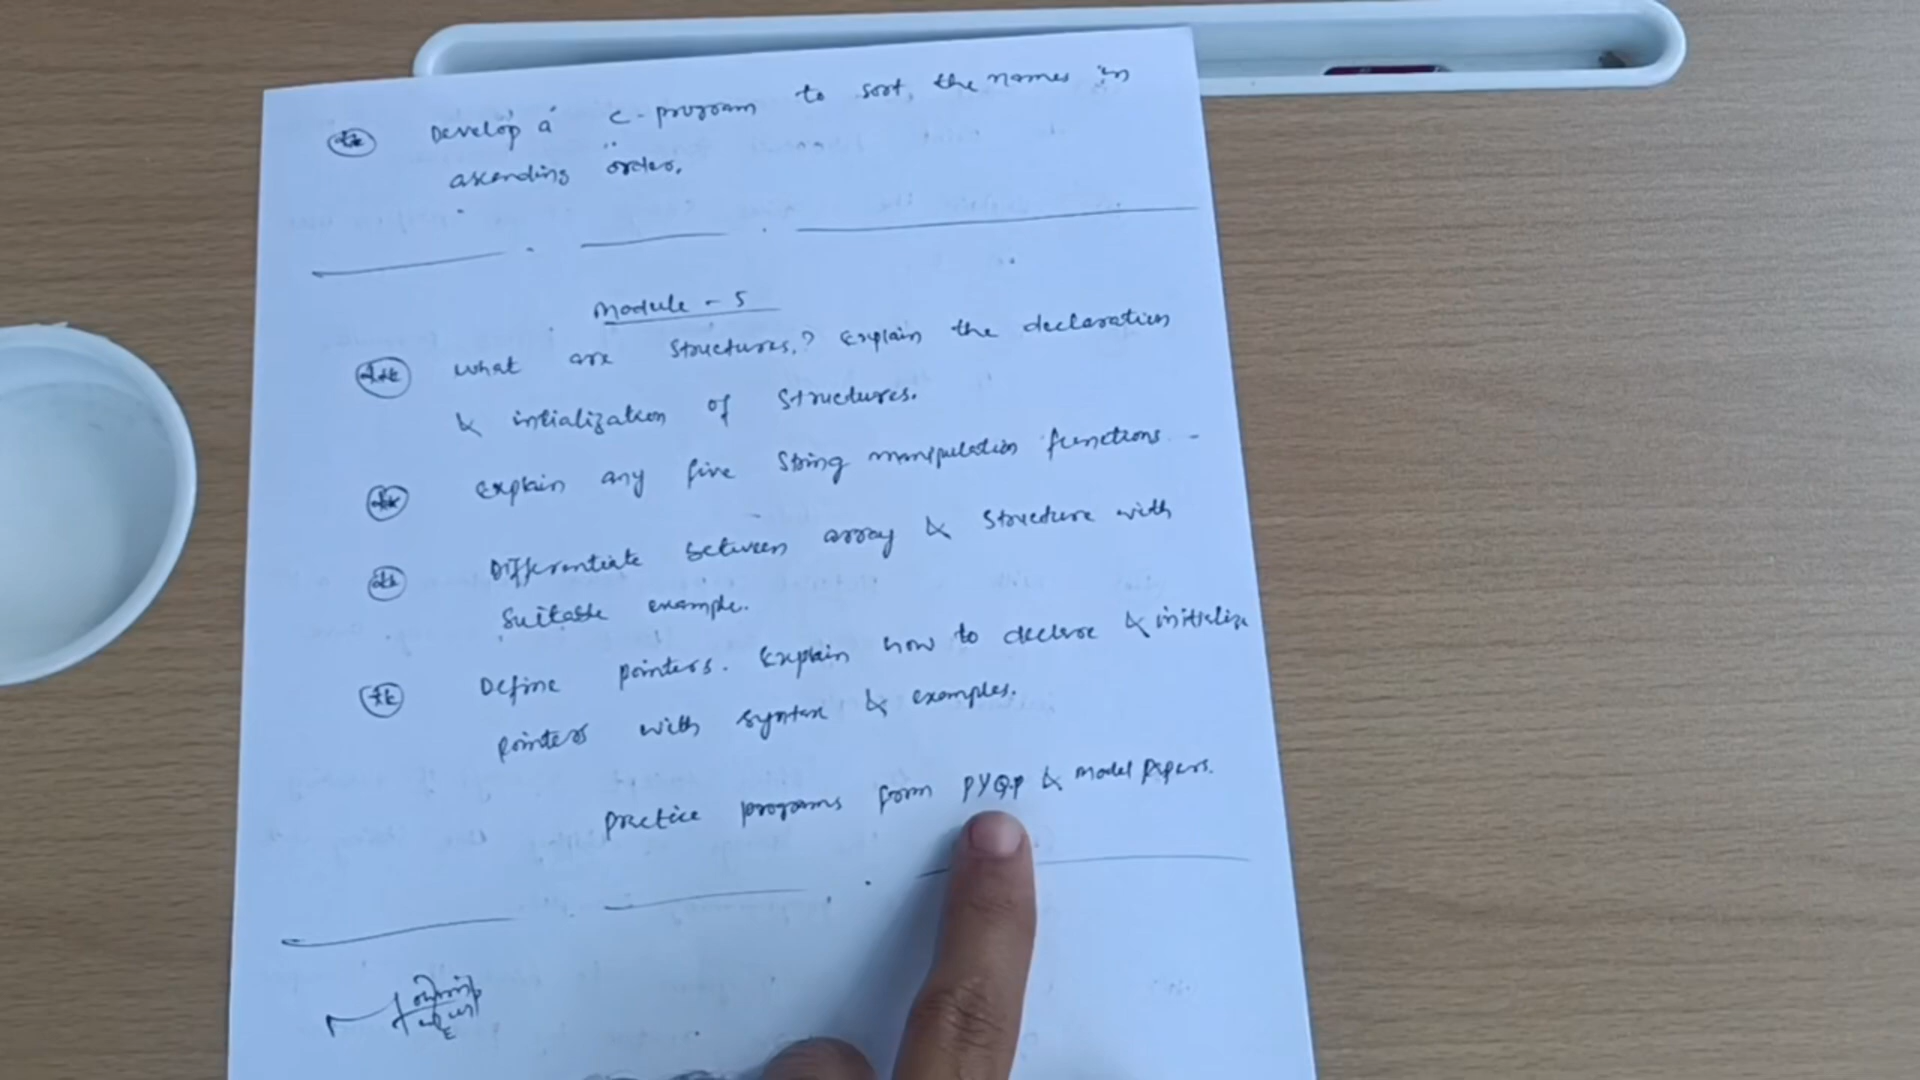 Develop a C-program to sort the names in
ascending order.
Module - 5
What are structures.? Explain the declaration
& intialization of structures.
Explain any five string manipulation functions -
Differentiate between array & structure with
suitable example.
Define pointers. Explain how to declare & initialize
pointers with syntax & examples.
practice programs form PYQP & model papers.